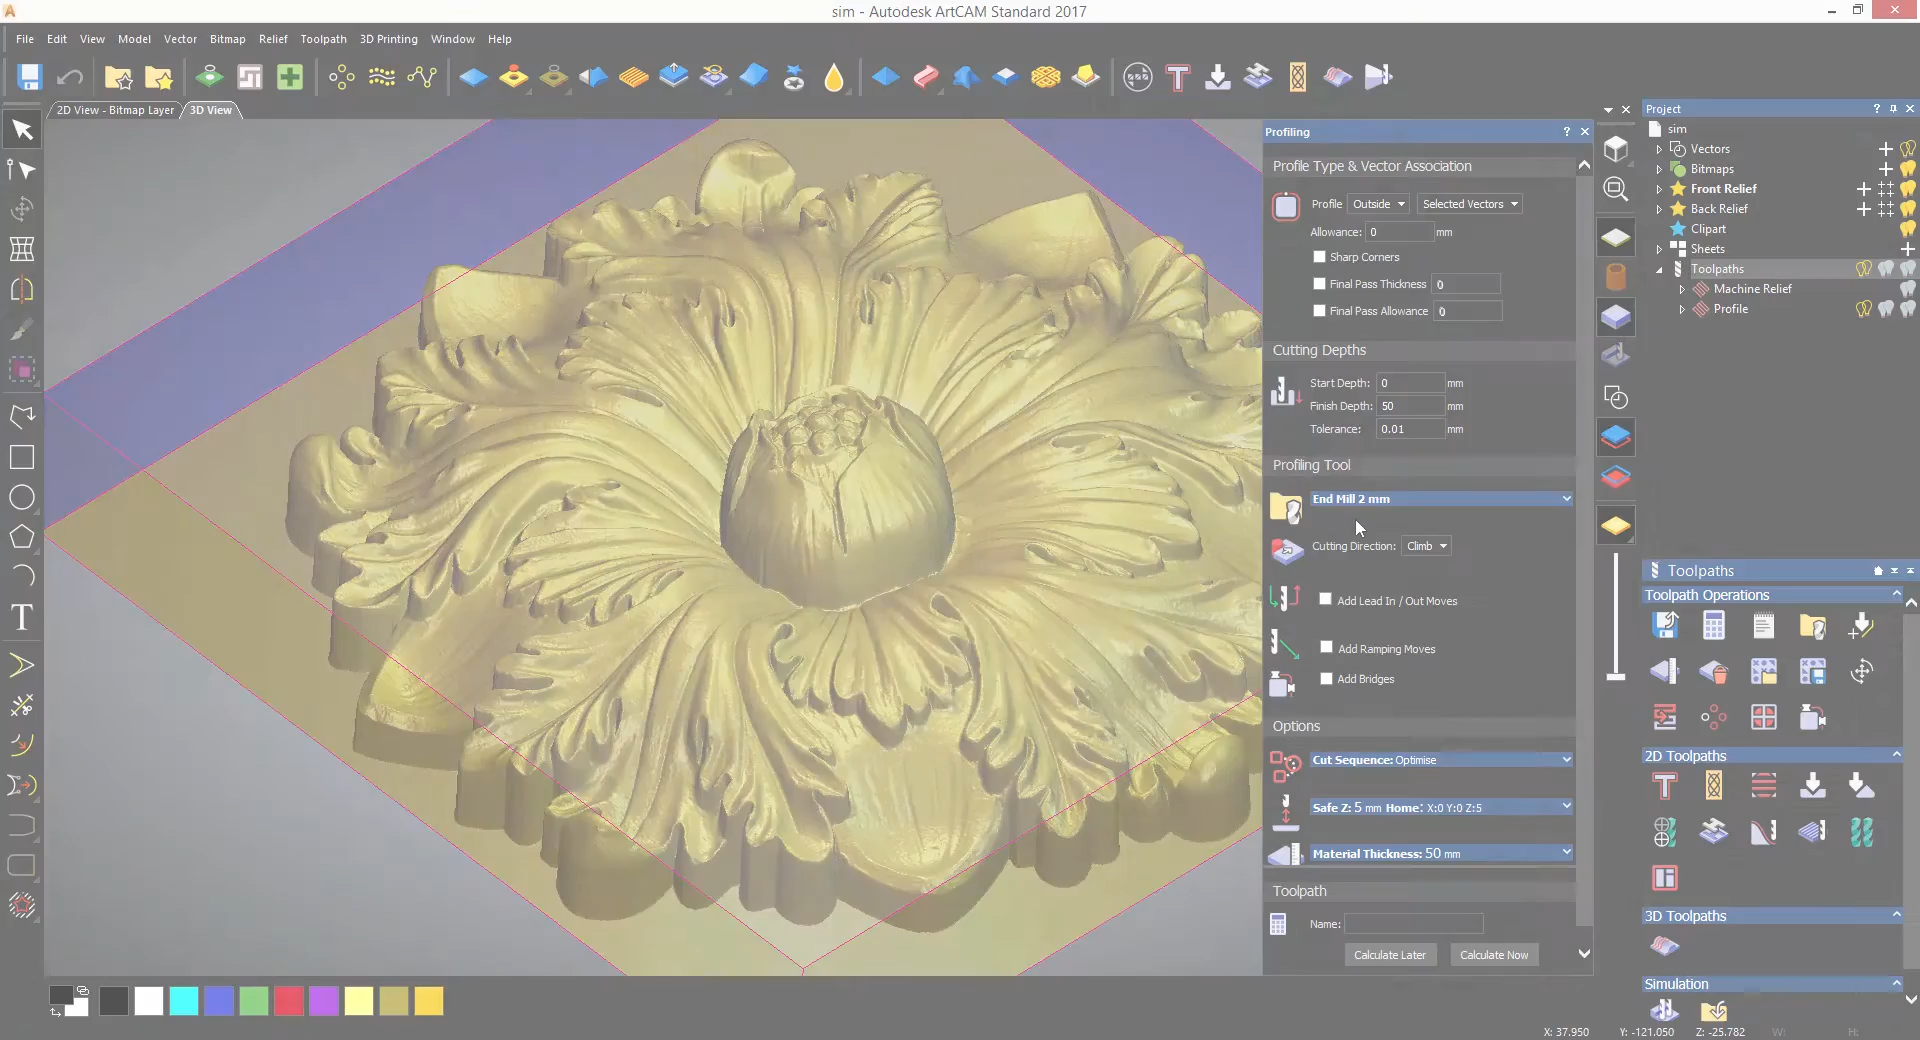 sim - Autodesk ArtCAM Standard 2017
File Edit View Model Vector Bitmap Relief Toolpath 3D Printing Window Help
2D View - Bitmap Layer 3D View
Profiling
Profile Type & Vector Association
Profile Outside Selected Vectors
Allowance: 0 mm
Sharp Corners
Final Pass Thickness 0
Final Pass Allowance 0
Cutting Depths
Start Depth: 0 mm
Finish Depth: 50 mm
Tolerance: 0.01 mm
Profiling Tool
End Mill 2 mm
Cutting Direction: Climb
Add Lead In / Out Moves
Add Ramping Moves
Add Bridges
Options
Cut Sequence: Optimise
Safe Z: 5 mm Home: X:0 Y:0 Z:5
Material Thickness: 50 mm
Toolpath
Name:
Calculate Later Calculate Now
Project
sim
Vectors
Bitmaps
Front Relief
Back Relief
Clipart
Sheets
Toolpaths
Machine Relief
Profile
Toolpaths
Toolpath Operations
2D Toolpaths
3D Toolpaths
Simulation
X: 37.950 Y: -121.050 Z: -25.782 W: H: